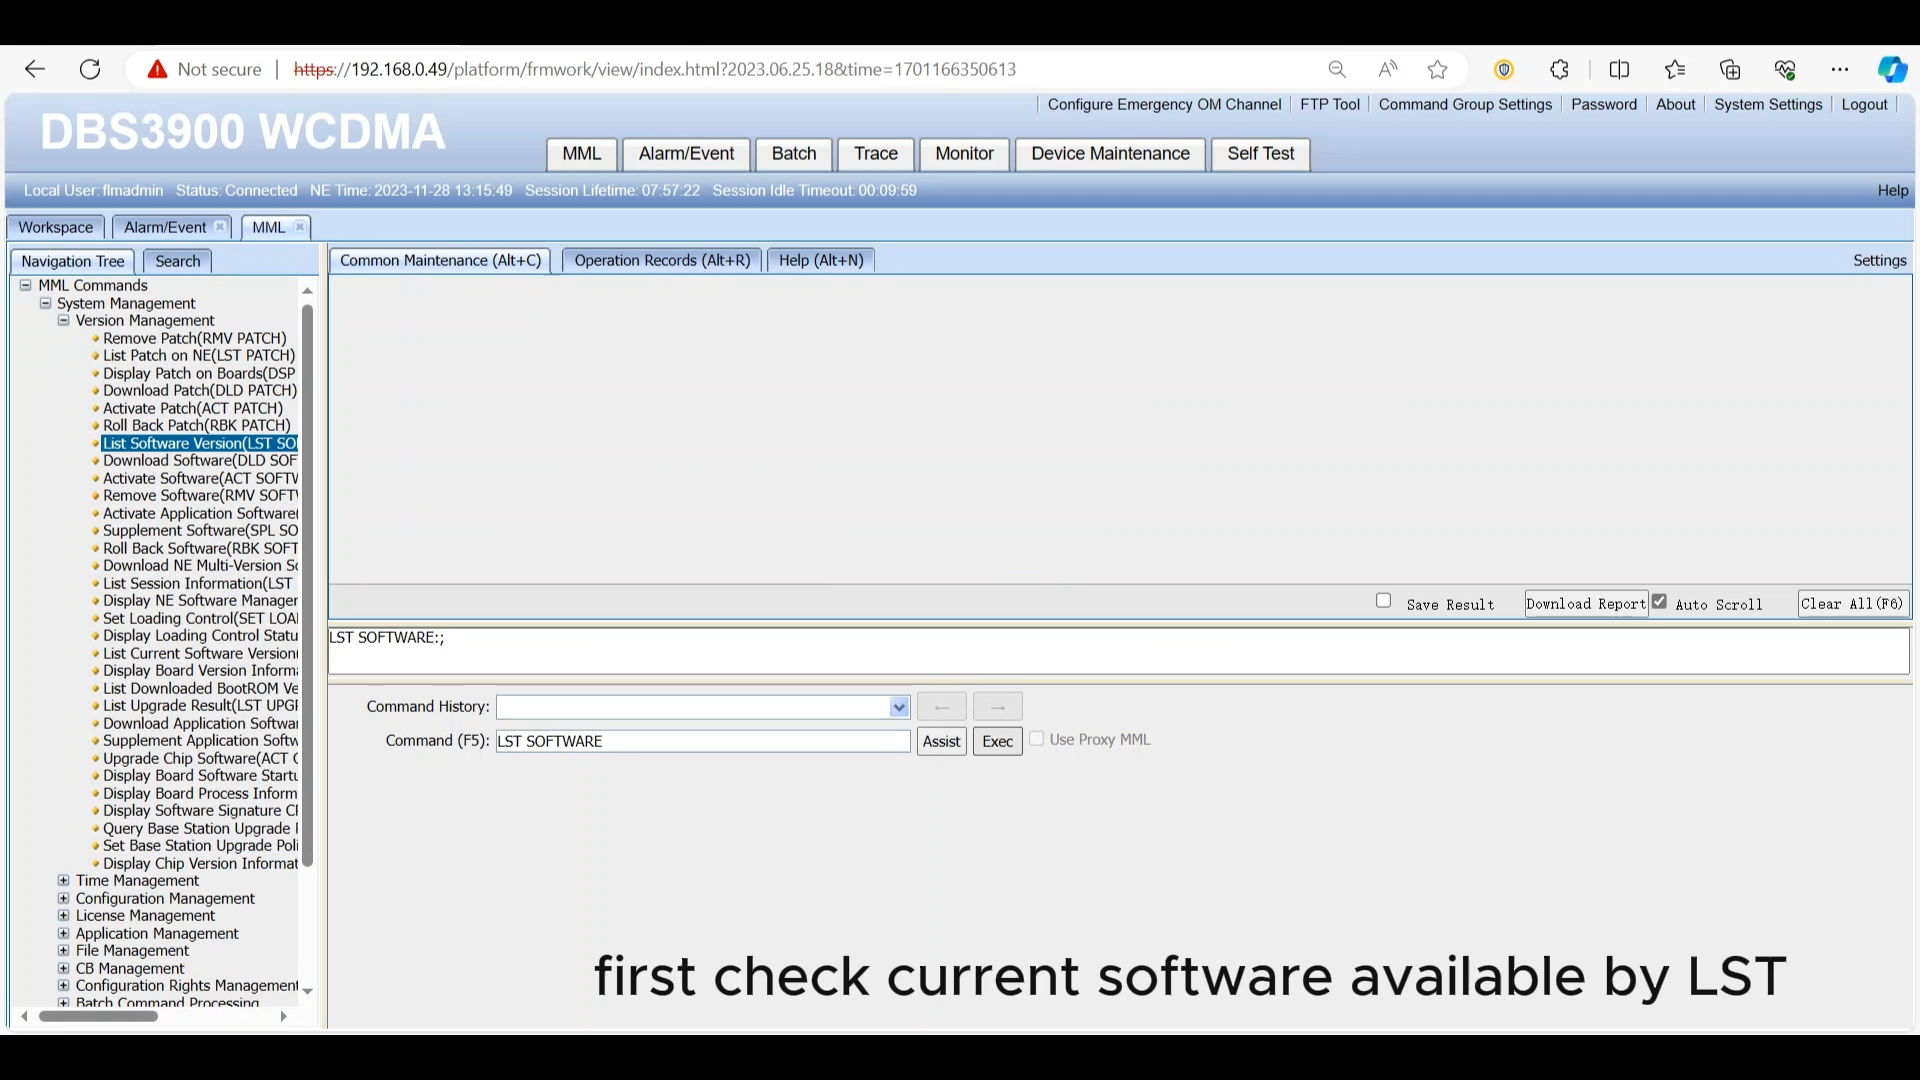 Not secure | https://192.168.0.49/platform/frmwork/view/index.html?2023.06.25.18&time=1701166350613
Configure Emergency OM Channel | FTP Tool | Command Group Settings | Password | About | System Settings | Logout
DBS3900 WCDMA
MML Alarm/Event Batch Trace Monitor Device Maintenance Self Test
Local User: flmadmin Status: Connected NE Time: 2023-11-28 13:15:49 Session Lifetime: 07:57:22 Session Idle Timeout: 00:09:59 Help
Workspace Alarm/Event MML
Navigation Tree Search
Common Maintenance (Alt+C) Operation Records (Alt+R) Help (Alt+N) Settings
MML Commands
System Management
Version Management
Remove Patch(RMV PATCH)
List Patch on NE(LST PATCH)
Display Patch on Boards(DSP
Download Patch(DLD PATCH)
Activate Patch(ACT PATCH)
Roll Back Patch(RBK PATCH)
List Software Version(LST SO
Download Software(DLD SOF
Activate Software(ACT SOFTW
Remove Software(RMV SOFTW
Activate Application Software(
Supplement Software(SPL SO
Roll Back Software(RBK SOFT
Download NE Multi-Version So
List Session Information(LST
Display NE Software Manager
Set Loading Control(SET LOA
Display Loading Control Statu
List Current Software Version(
Display Board Version Informa
List Downloaded BootROM Ve
List Upgrade Result(LST UPG
Download Application Softwar
Supplement Application Softw
Upgrade Chip Software(ACT C
Display Board Software Startu
Display Board Process Inform
Display Software Signature C
Query Base Station Upgrade
Set Base Station Upgrade Poli
Display Chip Version Informat
Time Management
Configuration Management
License Management
Application Management
File Management
CB Management
Configuration Rights Management
Batch Command Processing
Save Result Download Report Auto Scroll Clear All(F6)
LST SOFTWARE:;
Command History:
Command (F5): LST SOFTWARE Assist Exec Use Proxy MML
first check current software available by LST